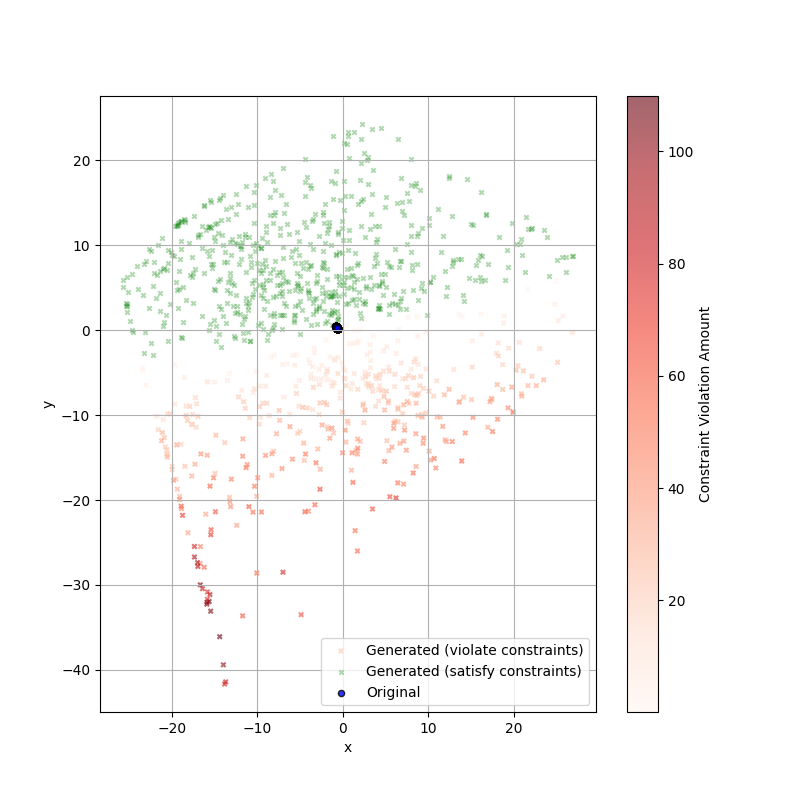 20
10
0
−10
−20
−30
−40
y
−20
−10
0
10
20
x
Generated (violate constraints)
Generated (satisfy constraints)
Original
100
80
60
40
20
Constraint Violation Amount